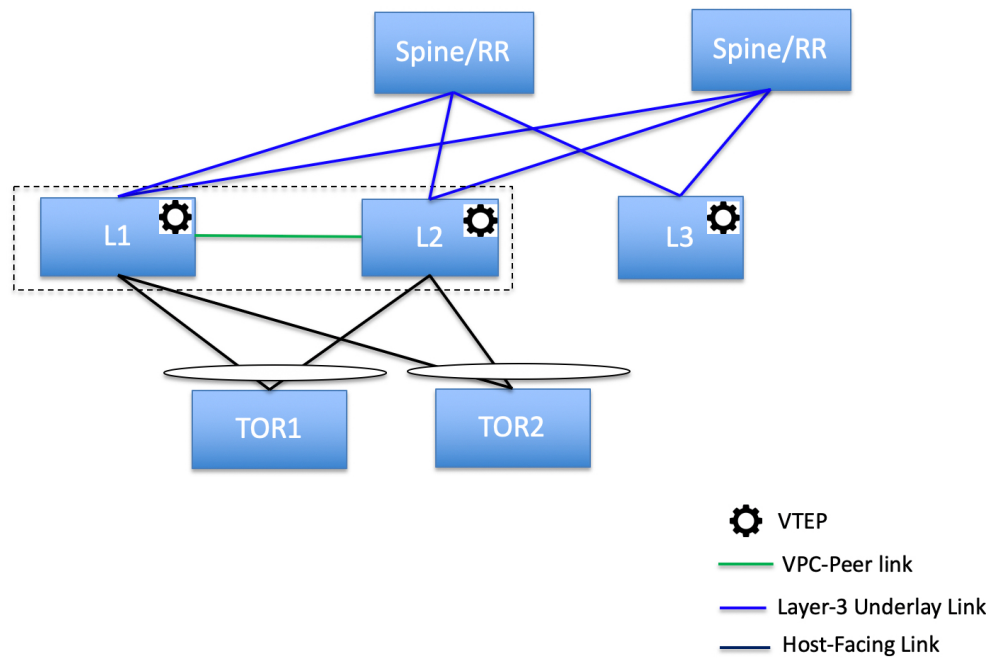 Spine/RR
Spine/RR
L1
L2
L3
TOR1
TOR2
VTEP
VPC-Peer link
Layer-3 Underlay Link
Host-Facing Link